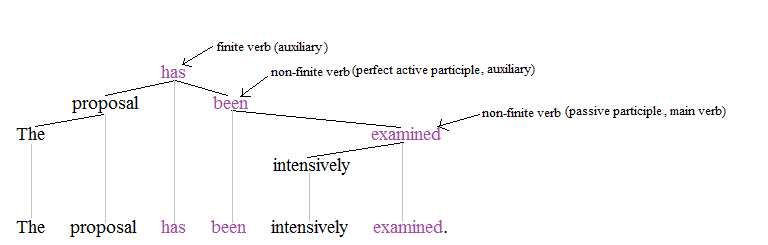 finite verb (auxiliary)
has
non-finite verb (perfect active participle, auxiliary)
proposal been
non-finite verb (passive participle, main verb)
The examined
intensively
The proposal has been intensively examined.